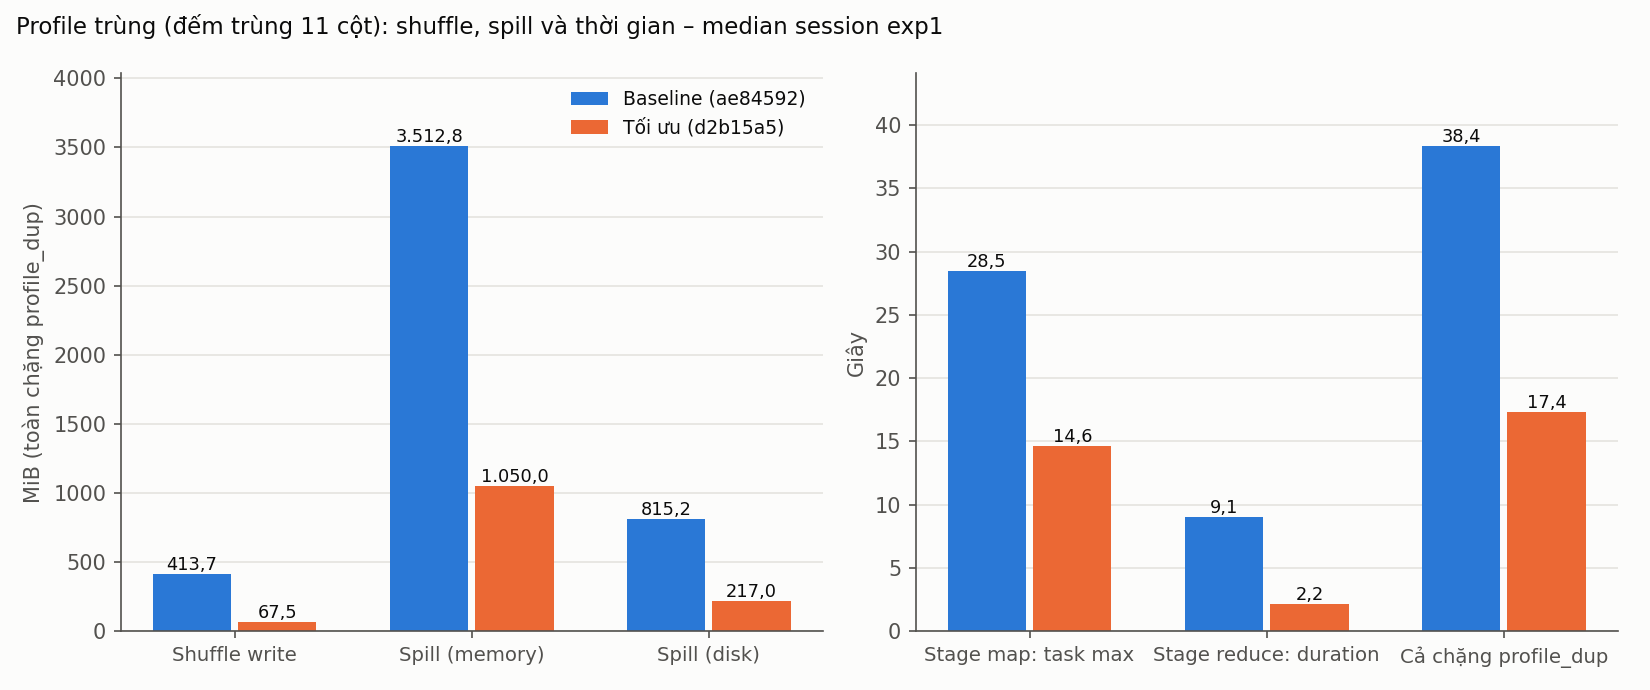 Profile trùng (đếm trùng 11 cột): shuffle, spill và thời gian – median session exp1
MiB (toàn chặng profile_dup)
4000
3500
3000
2500
2000
1500
1000
500
0
Baseline (ae84592)
Tối ưu (d2b15a5)
413,7
67,5
3.512,8
1.050,0
815,2
217,0
Shuffle write
Spill (memory)
Spill (disk)
Giây
40
35
30
25
20
15
10
5
0
28,5
14,6
9,1
2,2
38,4
17,4
Stage map: task max
Stage reduce: duration
Cả chặng profile_dup